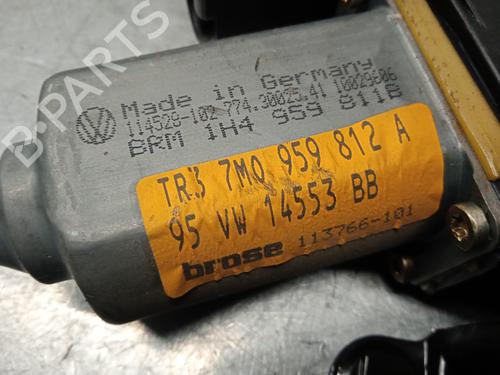 Made in Germany
114528-102 774.30025.41 10029606
BRM 1H4 959 811B
TR3 7M0 959 812 A
95 VW 14553 BB
brose 113766-101
B-PARTS